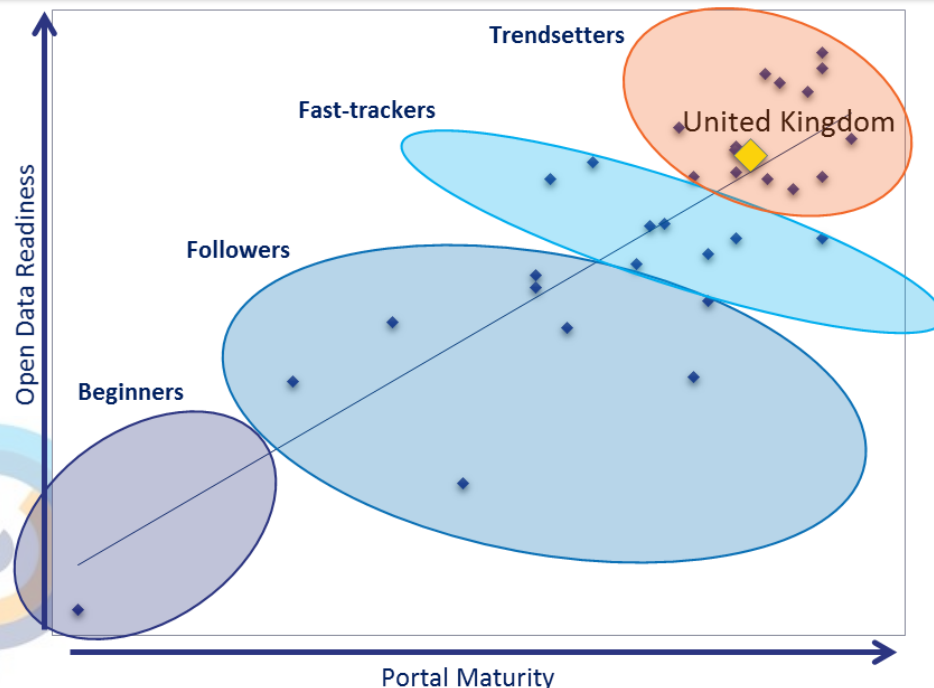 Trendsetters
Fast-trackers
United Kingdom
Open Data Readiness
Followers
Beginners
Portal Maturity